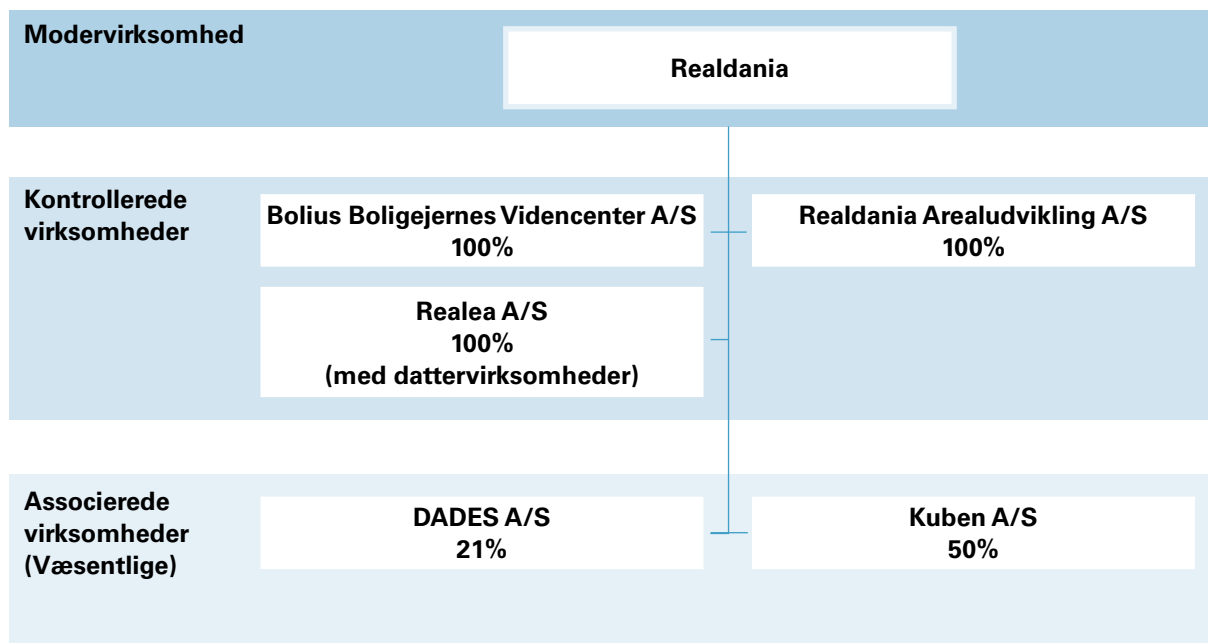 Modervirksomhed
Realdania
Kontrollerede
virksomheder
Bolius Boligejernes Videncenter A/S
100%
Realdania Arealudvikling A/S
100%
Realea A/S
100%
(med dattervirksomheder)
Associerede
virksomheder
(Væsentlige)
DADES A/S
21%
Kuben A/S
50%